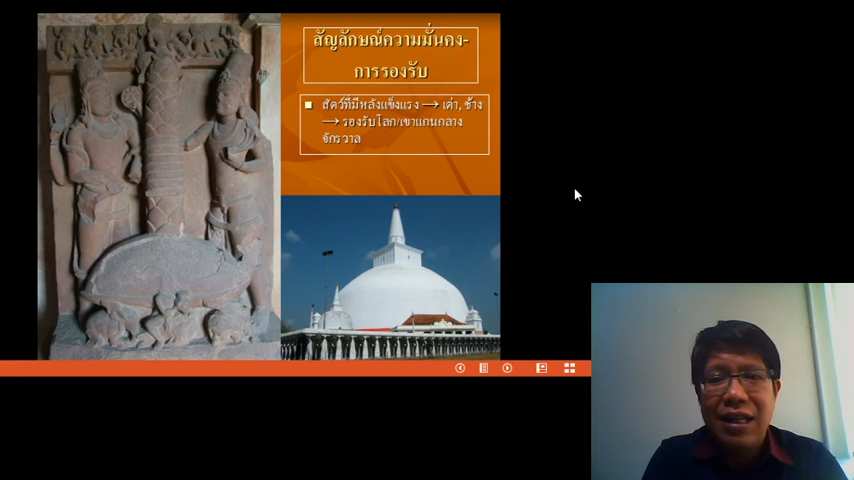 สัญลักษณ์ความมั่นคง-
การรองรับ
สัตว์ที่มีหลังแข็งแรง → เต่า, ช้าง
→ รองรับโลก/เขาแกนกลาง
จักรวาล